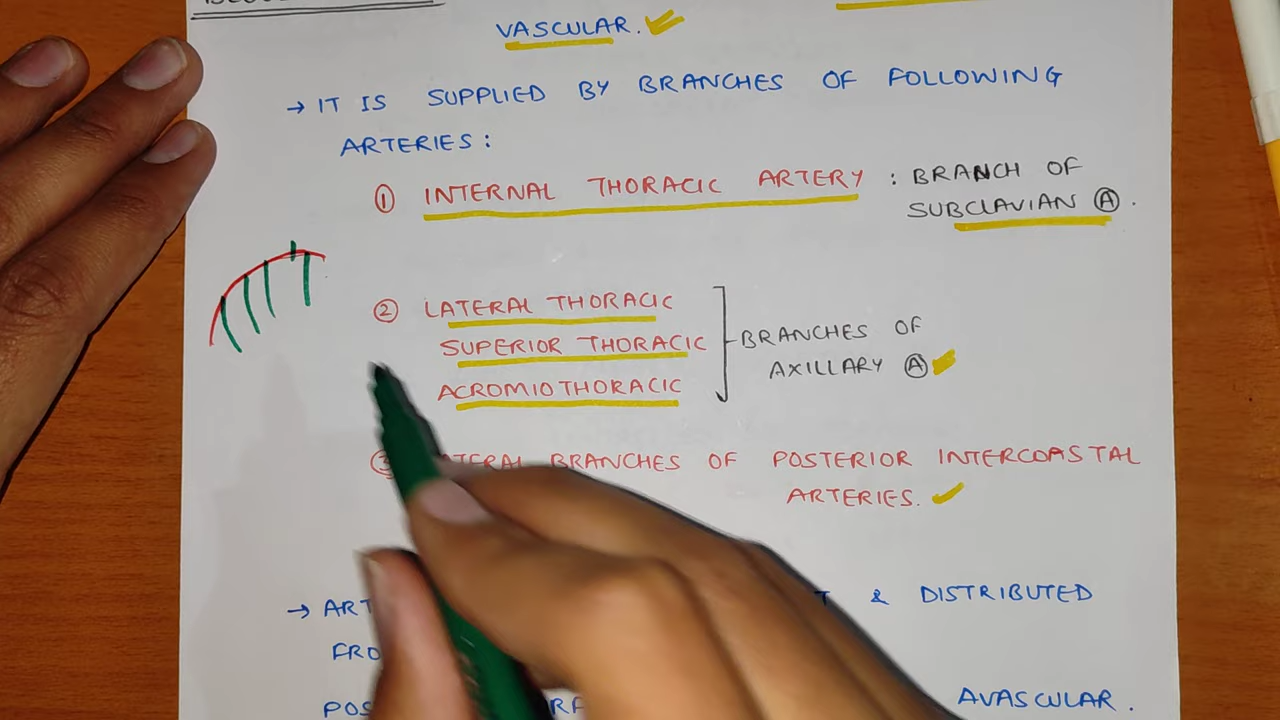 VASCULAR.
→ IT IS SUPPLIED BY BRANCHES OF FOLLOWING
ARTERIES :
① INTERNAL THORACIC ARTERY : BRANCH OF
SUBCLAVIAN Ⓐ.
② LATERAL THORACIC
SUPERIOR THORACIC
ACROMIOTHORACIC
BRANCHES OF
AXILLARY Ⓐ
BRANCHES OF POSTERIOR INTERCOASTAL
ARTERIES.
→ & DISTRIBUTED
AVASCULAR.